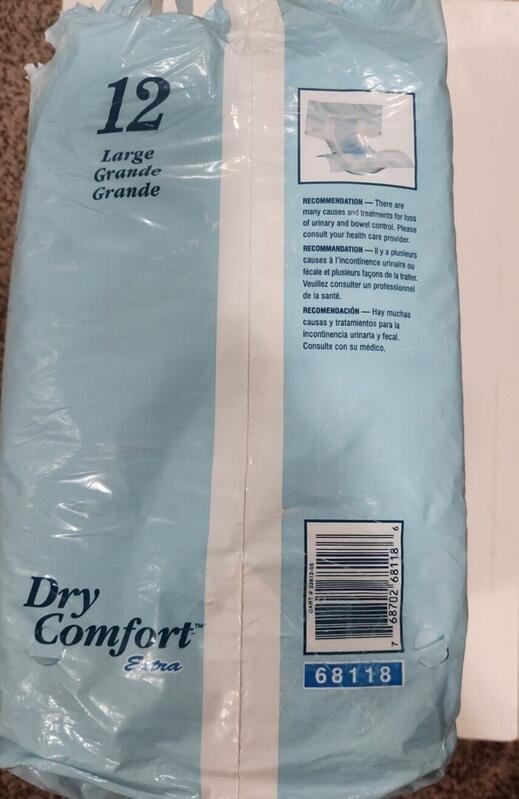 12
Large
Grande
Grande
RECOMMENDATION — There are
many causes and treatments for loss
of urinary and bowel control. Please
consult your health care provider.
RECOMMANDATION — Il y a plusieurs
causes à l'incontinence urinaire ou
fécale et plusieurs façons de la traiter.
Veuillez consulter un professionnel
de la santé.
RECOMENDACIÓN — Hay muchas
causas y tratamientos para la
incontinencia urinaria y fecal.
Consulte con su médico.
Dry
Comfort™
Extra
7 68702 68118 6
68118